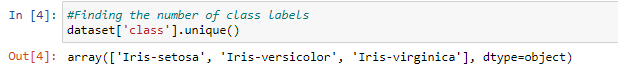 In [4]: #Finding the number of class labels
dataset['class'].unique()
Out[4]: array(['Iris-setosa', 'Iris-versicolor', 'Iris-virginica'], dtype=object)